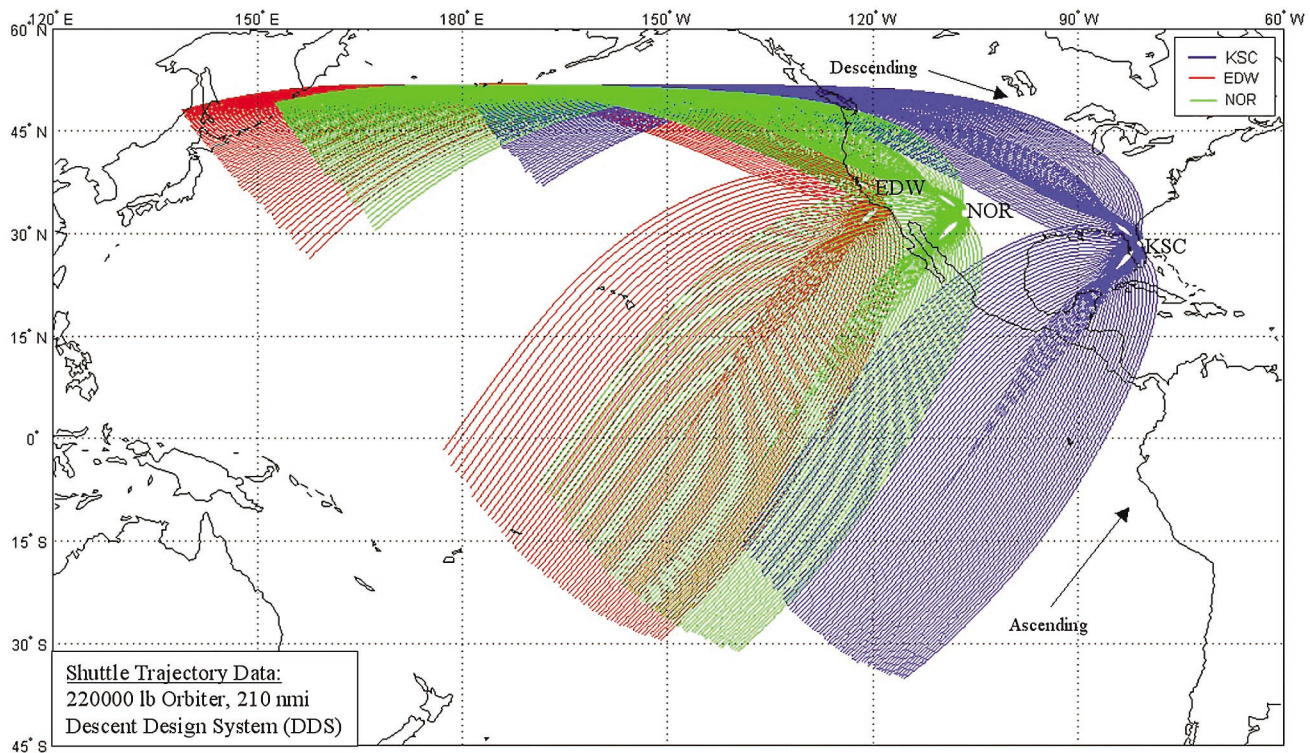 120° 150° E 180° E 150° W 120° W 90° W 60° W
60° N
45° N
30° N
15° N
0°
15° S
30° S
45° S
KSC
EDW
NOR
Descending
EDW
NOR
KSC
Ascending
Shuttle Trajectory Data:
220000 lb Orbiter, 210 nmi
Descent Design System (DDS)